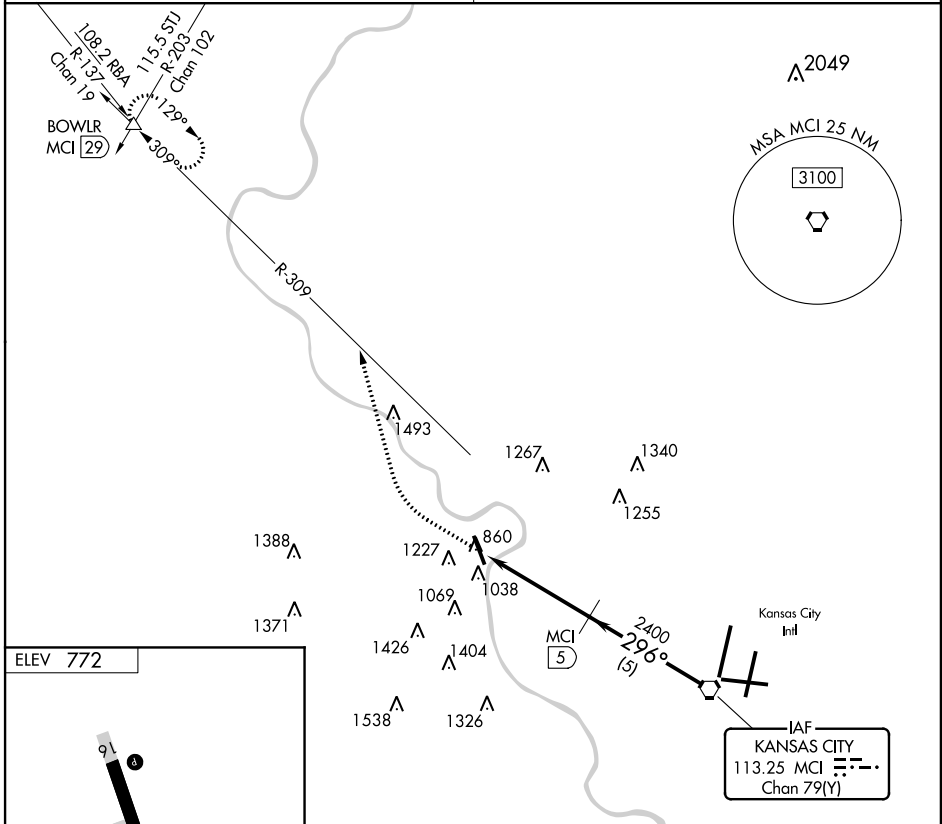 108.2 RBA
R-137
Chan 19
115.5 STJ
R-203
Chan 102
BOWLR
MCI 29
129°
309°
R-309
2049
MSA MCI 25 NM
3100
1493
1267
1340
1255
1388
1227
860
1038
1069
1371
1426
1404
1538
1326
MCI
5
2400
296°
(5)
Kansas City
Intl
IAF
KANSAS CITY
113.25 MCI
Chan 79(Y)
ELEV 772
16
P